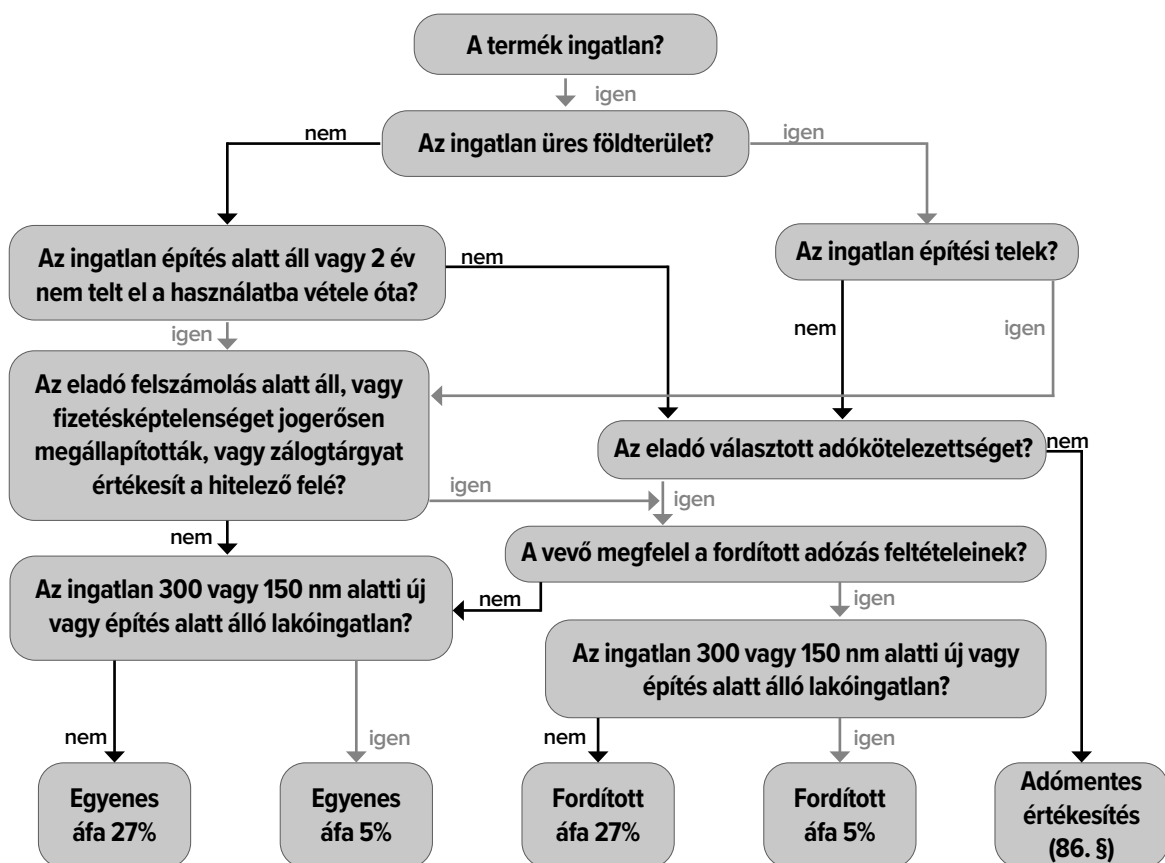 A termék ingatlan?
igen
Az ingatlan üres földterület?
nem
igen
Az ingatlan építés alatt áll vagy 2 év
nem telt el a használatba vétele óta?
nem
Az ingatlan építési telek?
igen
nem
igen
Az eladó felszámolás alatt áll, vagy
fizetésképtelenséget jogerősen
megállapították, vagy zálogtárgyat
értékesít a hitelező felé?
Az eladó választott adókötelezettséget?
nem
igen
igen
nem
A vevő megfelel a fordított adózás feltételeinek?
Az ingatlan 300 vagy 150 nm alatti új
vagy építés alatt álló lakóingatlan?
nem
igen
Az ingatlan 300 vagy 150 nm alatti új vagy
építés alatt álló lakóingatlan?
nem
igen
nem
igen
Egyenes
áfa 27%
Egyenes
áfa 5%
Fordított
áfa 27%
Fordított
áfa 5%
Adómentes
értékesítés
(86. §)